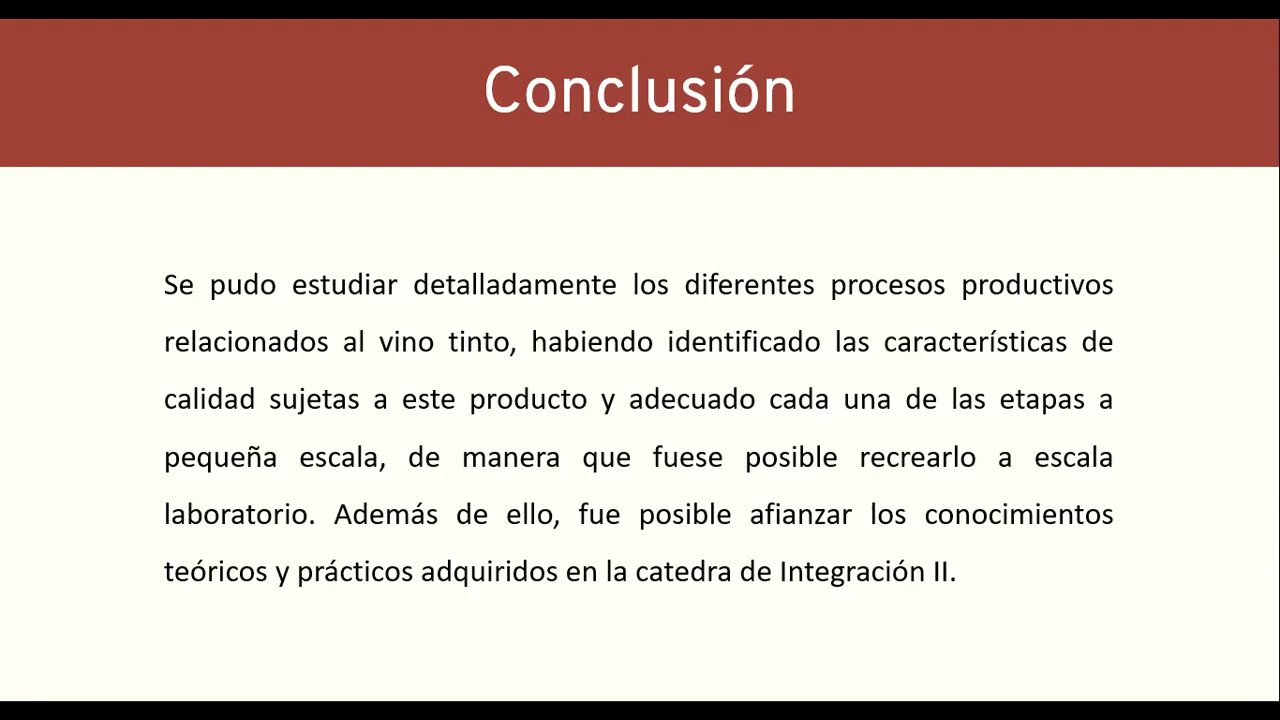 Conclusión
Se pudo estudiar detalladamente los diferentes procesos productivos
relacionados al vino tinto, habiendo identificado las características de
calidad sujetas a este producto y adecuado cada una de las etapas a
pequeña escala, de manera que fuese posible recrearlo a escala
laboratorio. Además de ello, fue posible afianzar los conocimientos
teóricos y prácticos adquiridos en la catedra de Integración II.